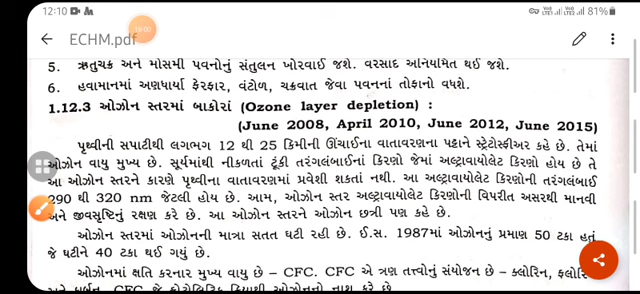 12:10
81%
ECHM.pdf
00:00
5. ઋતુચક્ર અને મોસમી પવનોનું સંતુલન ખોરવાઈ જશે. વરસાદ અનિયમિત થઈ જશે.
6. હવામાનમાં અણધાર્યા ફેરફાર, વંટોળ, ચક્રવાત જેવા પવનનાં તોફાનો વધશે.
1.12.3 ઓઝોન સ્તરમાં બાકોરાં (Ozone layer depletion) :
(June 2008, April 2010, June 2012, June 2015)
પૃથ્વીની સપાટીથી લગભગ 12 થી 25 કિમીની ઊંચાઈના વાતાવરણના પટ્ટાને સ્ટ્રેટોસ્ફીઅર કહે છે. તેમાં
ઓઝોન વાયુ મુખ્ય છે. સૂર્યમાંથી નીકળતાં ટૂંકી તરંગલંબાઈનાં કિરણો જેમાં અલ્ટ્રાવાયોલેટ કિરણો હોય છે તે
આ ઓઝોન સ્તરને કારણે પૃથ્વીના વાતાવરણમાં પ્રવેશી શકતાં નથી. આ અલ્ટ્રાવાયોલેટ કિરણોની તરંગલંબાઈ
290 થી 320 nm જેટલી હોય છે. આમ, ઓઝોન સ્તર અલ્ટ્રાવાયોલેટ કિરણોની વિપરીત અસરથી માનવી
અને જીવસૃષ્ટિનું રક્ષણ કરે છે. આ ઓઝોન સ્તરને ઓઝોન છત્રી પણ કહે છે.
ઓઝોન સ્તરમાં ઓઝોનની માત્રા સતત ઘટી રહી છે. ઈ.સ. 1987માં ઓઝોનનું પ્રમાણ 50 ટકા હતું
જે ઘટીને 40 ટકા થઈ ગયું છે.
ઓઝોનમાં ક્ષતિ કરનાર મુખ્ય વાયુ છે – CFC. CFC એ ત્રણ તત્ત્વોનું સંયોજન છે – ક્લોરિન, ફ્લોરિ